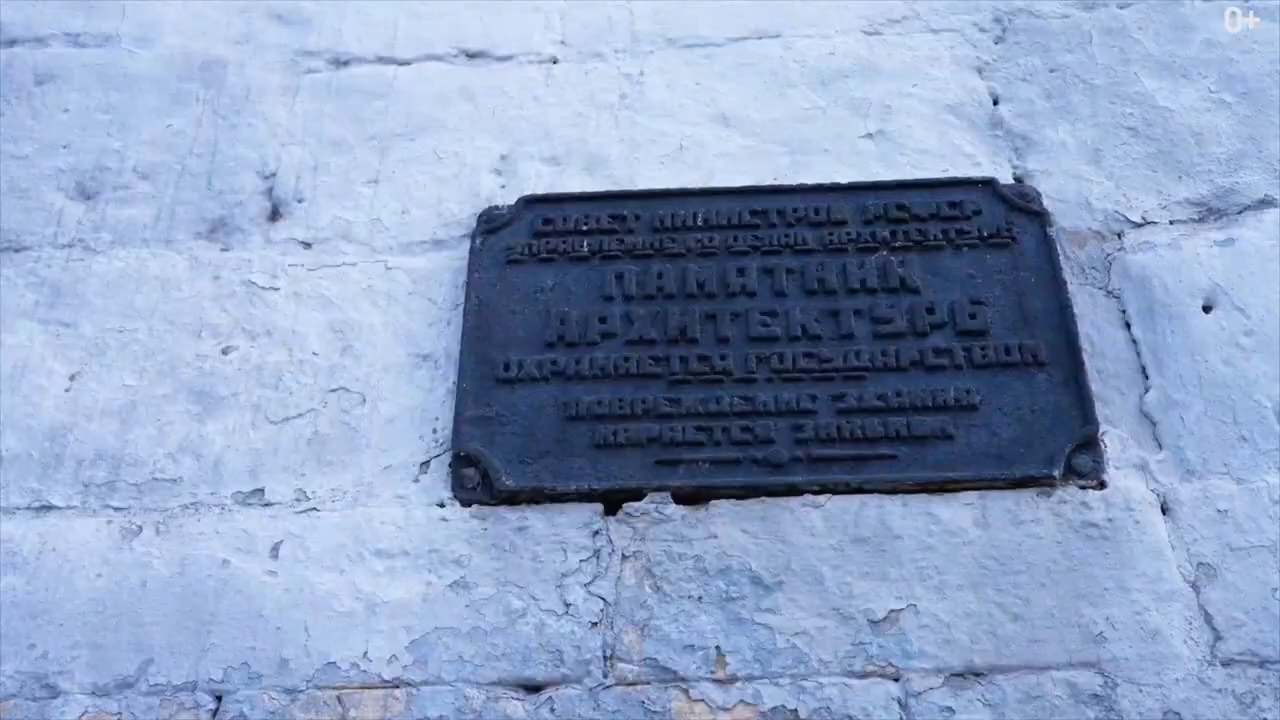 0+
СОВЕТ МИНИСТРОВ РСФСР
УПРАВЛЕНИЕ ПО ДЕЛАМ АРХИТЕКТУРЫ
ПАМЯТНИК
АРХИТЕКТУРЫ
ОХРАНЯЕТСЯ ГОСУДАРСТВОМ
ПОВРЕЖДЕНИЕ ЗДАНИЯ
КАРАЕТСЯ ЗАКОНОМ